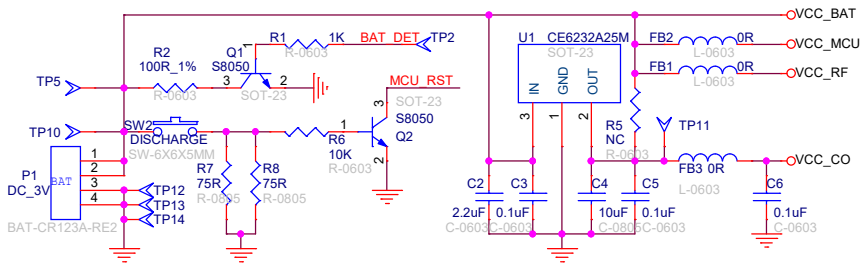 VCC_BAT
R1 1K BAT_DET TP2
R-0603
U1 CE6232A25M
SOT-23
FB2 0R VCC_MCU
L-0603
R2
100R_1%
Q1
S8050
TP5
R-0603
3 2 1
SOT-23
MCU_RST
IN GND OUT
3 1 2
FB1 0R VCC_RF
L-0603
SOT-23
3
S8050
Q2
1
2
TP10
SW2
DISCHARGE
SW-6X6X5MM
R6
10K
R-0603
R5
NC
R-0603
TP11
FB3 0R
L-0603
VCC_CO
P1
DC_3V
BAT
1
2
3
4
TP12
TP13
TP14
BAT-CR123A-RE2
R7
75R
R-0805
R8
75R
R-0805
C2
2.2uF
C-0603
C3
0.1uF
C-0603
C4
10uF
C-0805
C5
0.1uF
C-0603
C6
0.1uF
C-0603